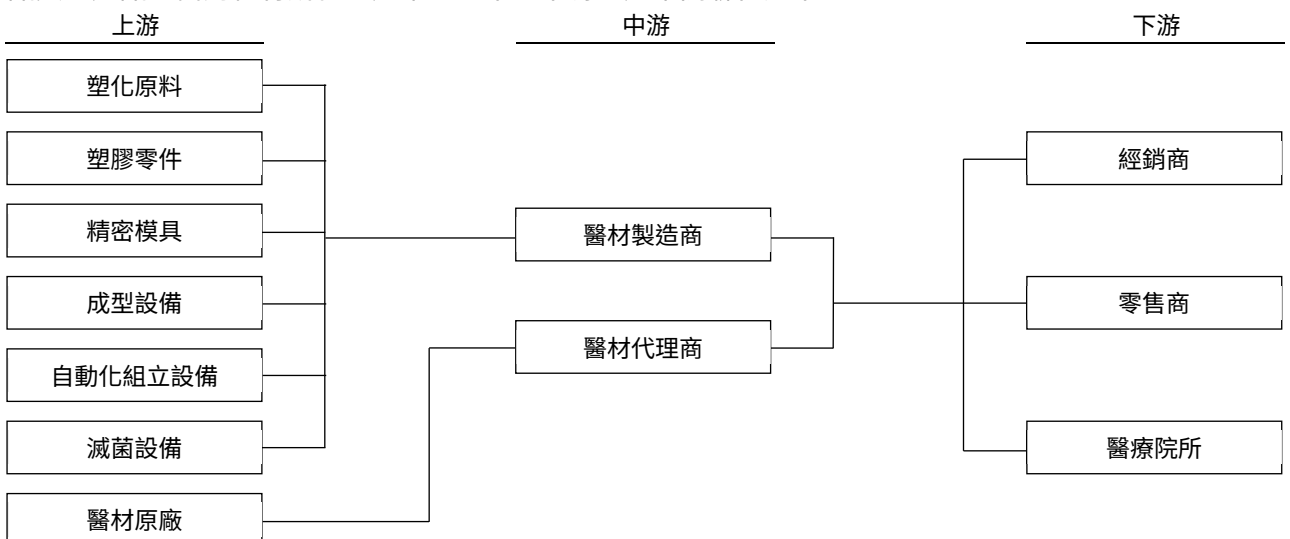 上游
中游
下游
塑化原料
塑膠零件
精密模具
成型設備
自動化組立設備
滅菌設備
醫材原廠
醫材製造商
醫材代理商
經銷商
零售商
醫療院所